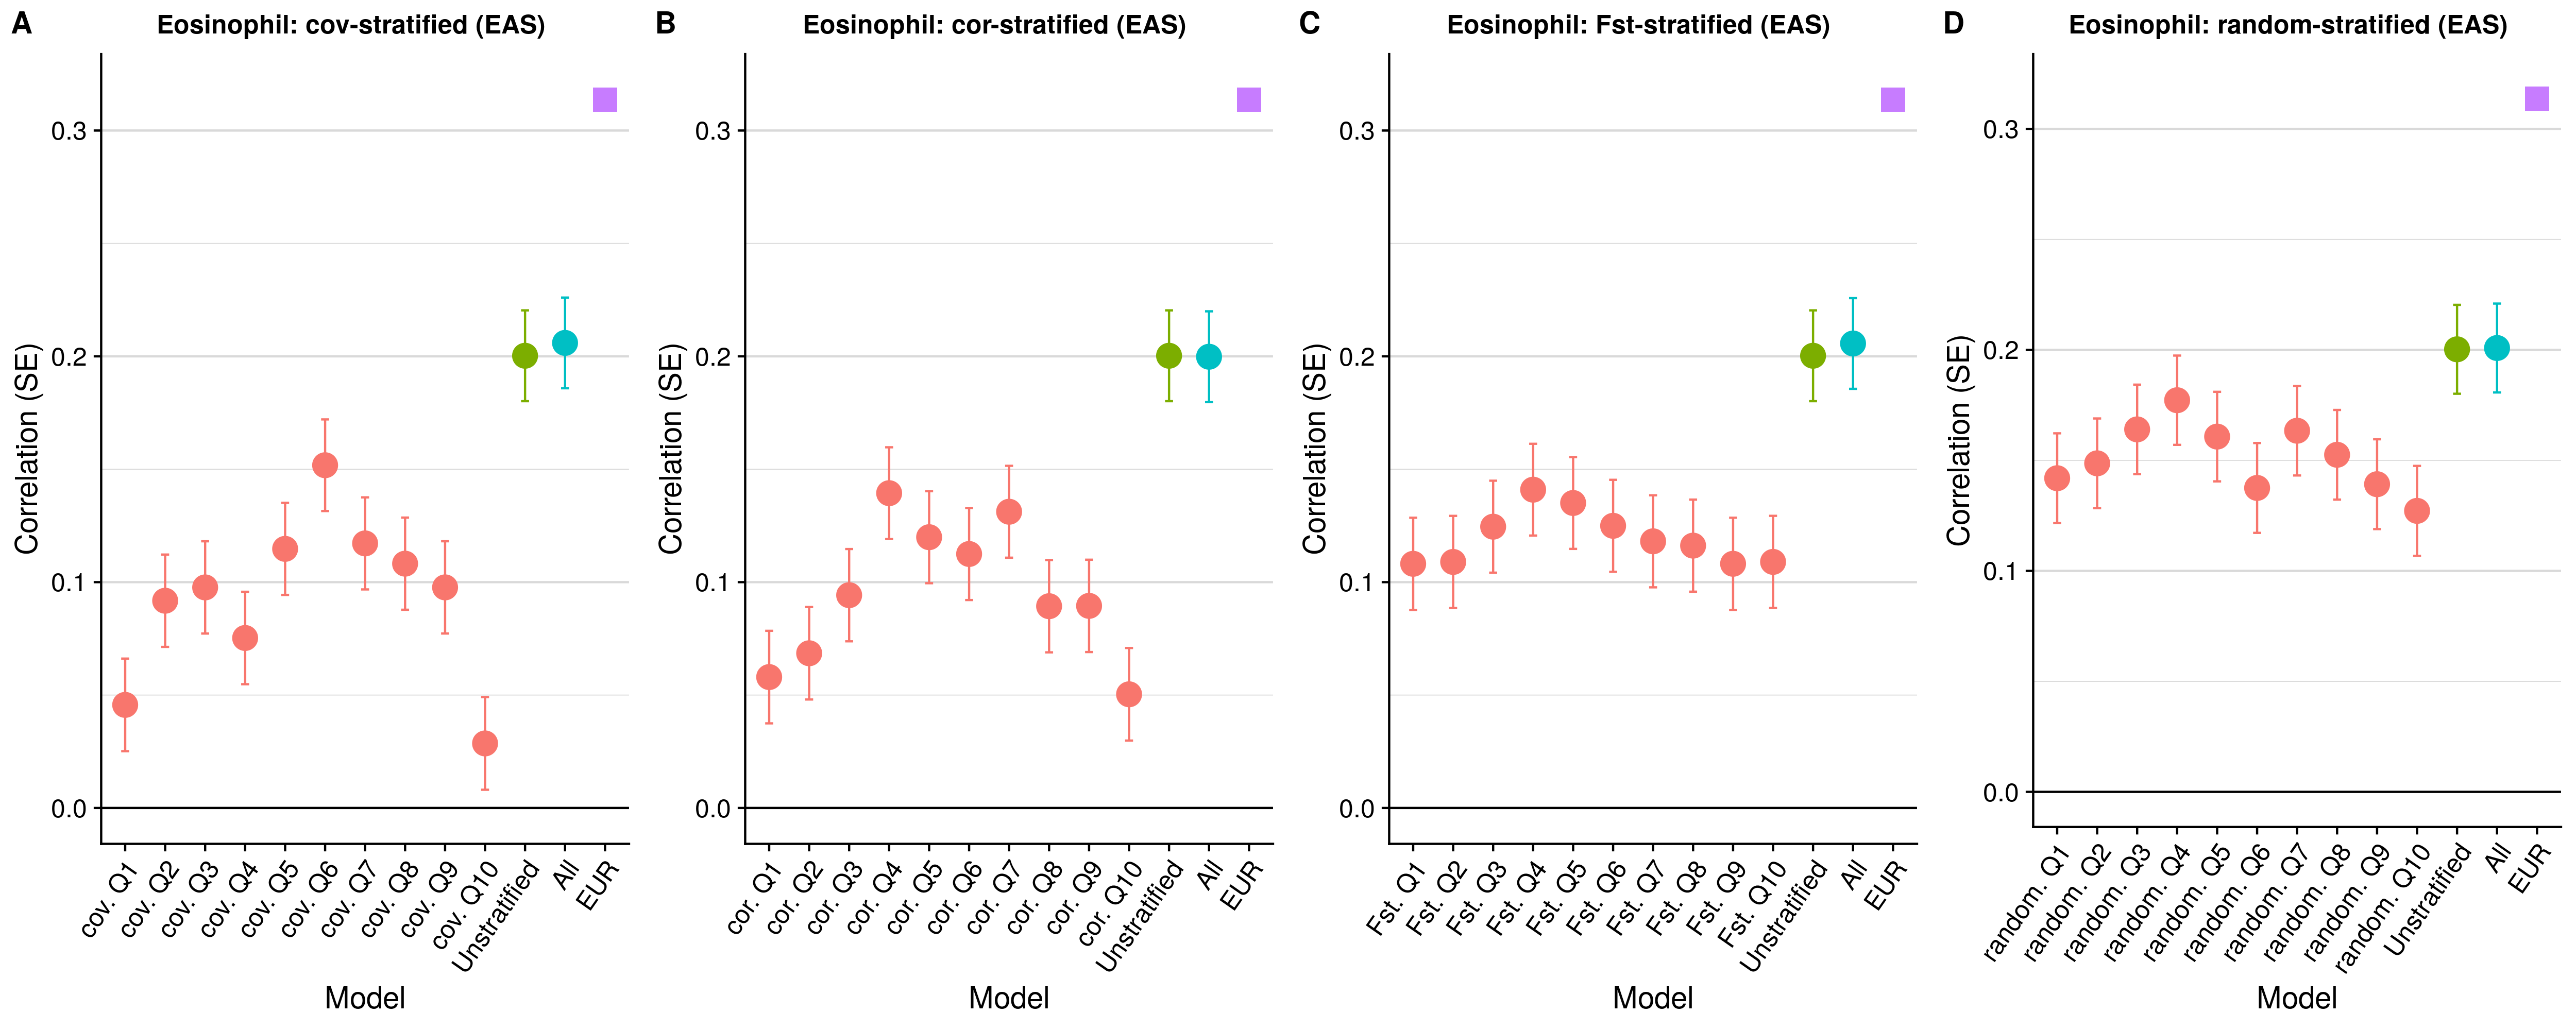 A
Eosinophil: cov-stratified (EAS)
Correlation (SE)
0.3
0.2
0.1
0.0
cov. Q1
cov. Q2
cov. Q3
cov. Q4
cov. Q5
cov. Q6
cov. Q7
cov. Q8
cov. Q9
cov. Q10
Unstratified
All
EUR
Model
B
Eosinophil: cor-stratified (EAS)
Correlation (SE)
0.3
0.2
0.1
0.0
cor. Q1
cor. Q2
cor. Q3
cor. Q4
cor. Q5
cor. Q6
cor. Q7
cor. Q8
cor. Q9
cor. Q10
Unstratified
All
EUR
Model
C
Eosinophil: Fst-stratified (EAS)
Correlation (SE)
0.3
0.2
0.1
0.0
Fst. Q1
Fst. Q2
Fst. Q3
Fst. Q4
Fst. Q5
Fst. Q6
Fst. Q7
Fst. Q8
Fst. Q9
Fst. Q10
Unstratified
All
EUR
Model
D
Eosinophil: random-stratified (EAS)
Correlation (SE)
0.3
0.2
0.1
0.0
random. Q1
random. Q2
random. Q3
random. Q4
random. Q5
random. Q6
random. Q7
random. Q8
random. Q9
random. Q10
Unstratified
All
EUR
Model